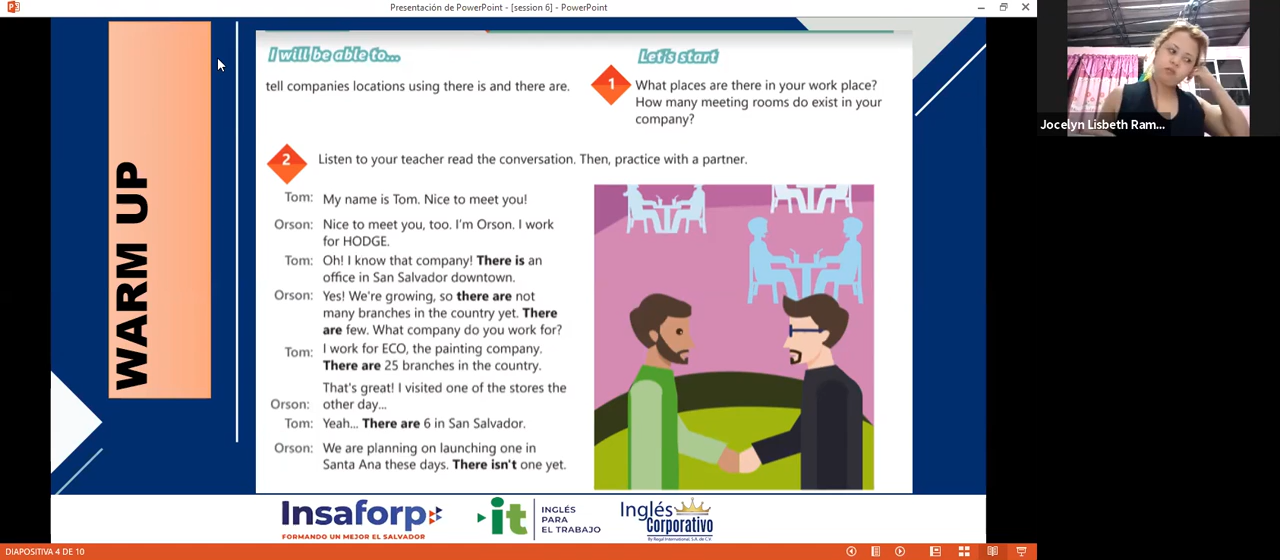 Presentación de PowerPoint - [session 6] - PowerPoint
I will be able to...
tell companies locations using there is and there are.
Let's start
1
What places are there in your work place?
How many meeting rooms do exist in your
company?
2
Listen to your teacher read the conversation. Then, practice with a partner.
WARM UP
Tom: My name is Tom. Nice to meet you!
Orson: Nice to meet you, too. I'm Orson. I work
for HODGE.
Tom: Oh! I know that company! There is an
office in San Salvador downtown.
Orson: Yes! We're growing, so there are not
many branches in the country yet. There
are few. What company do you work for?
Tom: I work for ECO, the painting company.
There are 25 branches in the country.
That's great! I visited one of the stores the
Orson: other day...
Tom: Yeah... There are 6 in San Salvador.
Orson: We are planning on launching one in
Santa Ana these days. There isn't one yet.
Insaforp
FORMANDO UN MEJOR EL SALVADOR
it
INGLÉS
PARA
EL TRABAJO
Inglés
Corporativo
By Regal International, S.A. de C.V.
DIAPOSITIVA 4 DE 10
Jocelyn Lisbeth Ram...